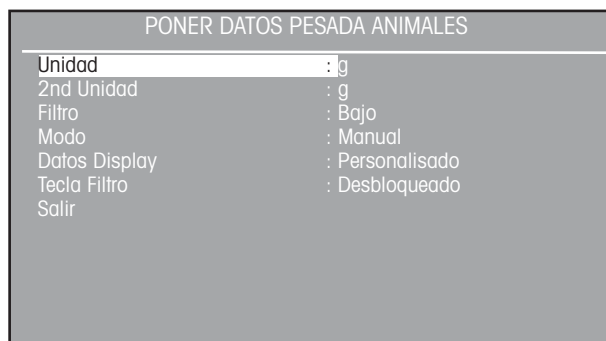 PONER DATOS PESADA ANIMALES
Unidad : g
2nd Unidad : g
Filtro : Bajo
Modo : Manual
Datos Display : Personalisado
Tecla Filtro : Desbloqueado
Salir